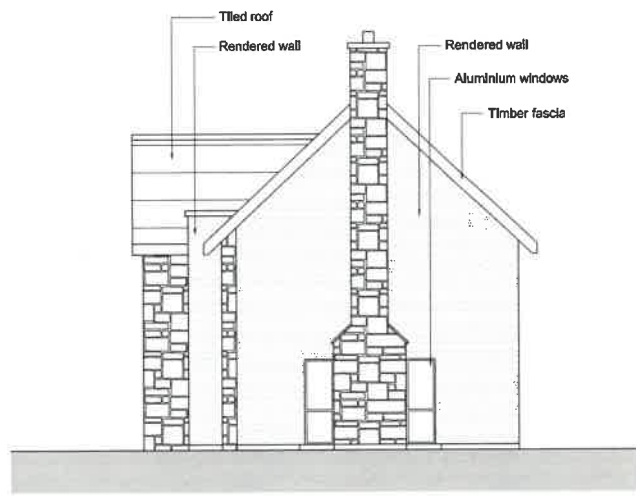 Tiled roof
Rendered wall
Rendered wall
Aluminium windows
Timber fascia